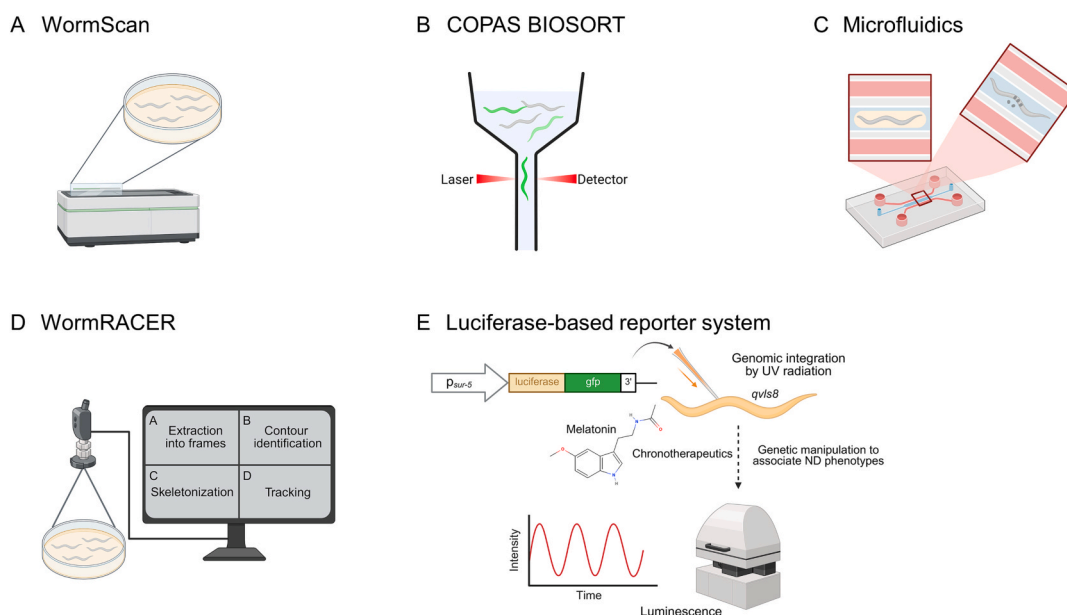 A WormScan
B COPAS BIOSORT
C Microfluidics
Laser
Detector
D WormRACER
A
Extraction
into frames
B
Contour
identification
C
Skeletonization
D
Tracking
E Luciferase-based reporter system
psur-5
luciferase
gfp
3'
Genomic integration
by UV radiation
qvIs8
Melatonin
H
N
O
O
N
H
Chronotherapeutics
Genetic manipulation to
associate ND phenotypes
Intensity
Time
Luminescence